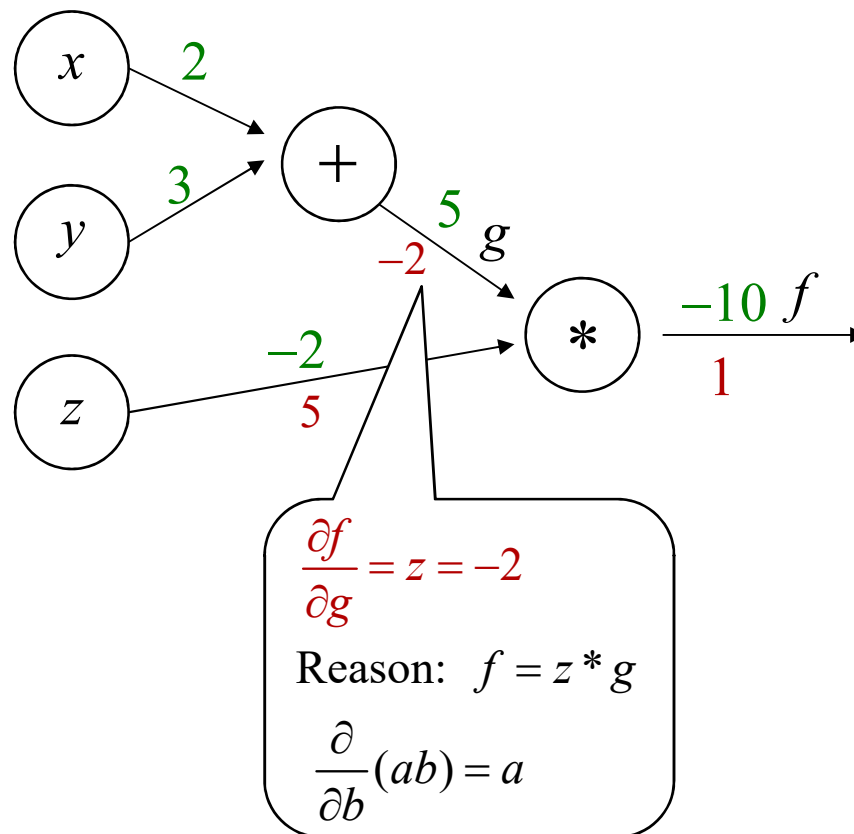 x
2
+
y
3
5
g
−2
−10 f
*
1
−2
z
5
∂f/∂g = z = −2
Reason: f = z * g
∂/∂b (ab) = a